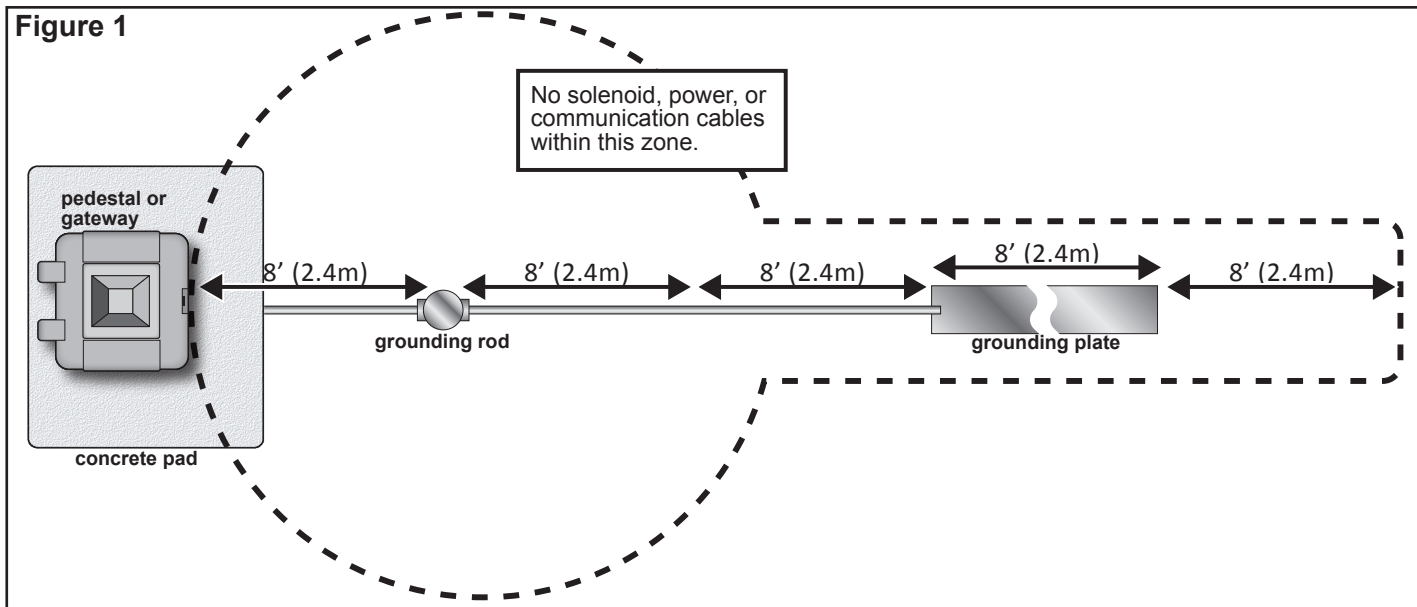 Figure 1
No solenoid, power, or
communication cables
within this zone.
pedestal or
gateway
8’ (2.4m)
8’ (2.4m)
8’ (2.4m)
8’ (2.4m)
8’ (2.4m)
grounding rod
grounding plate
concrete pad